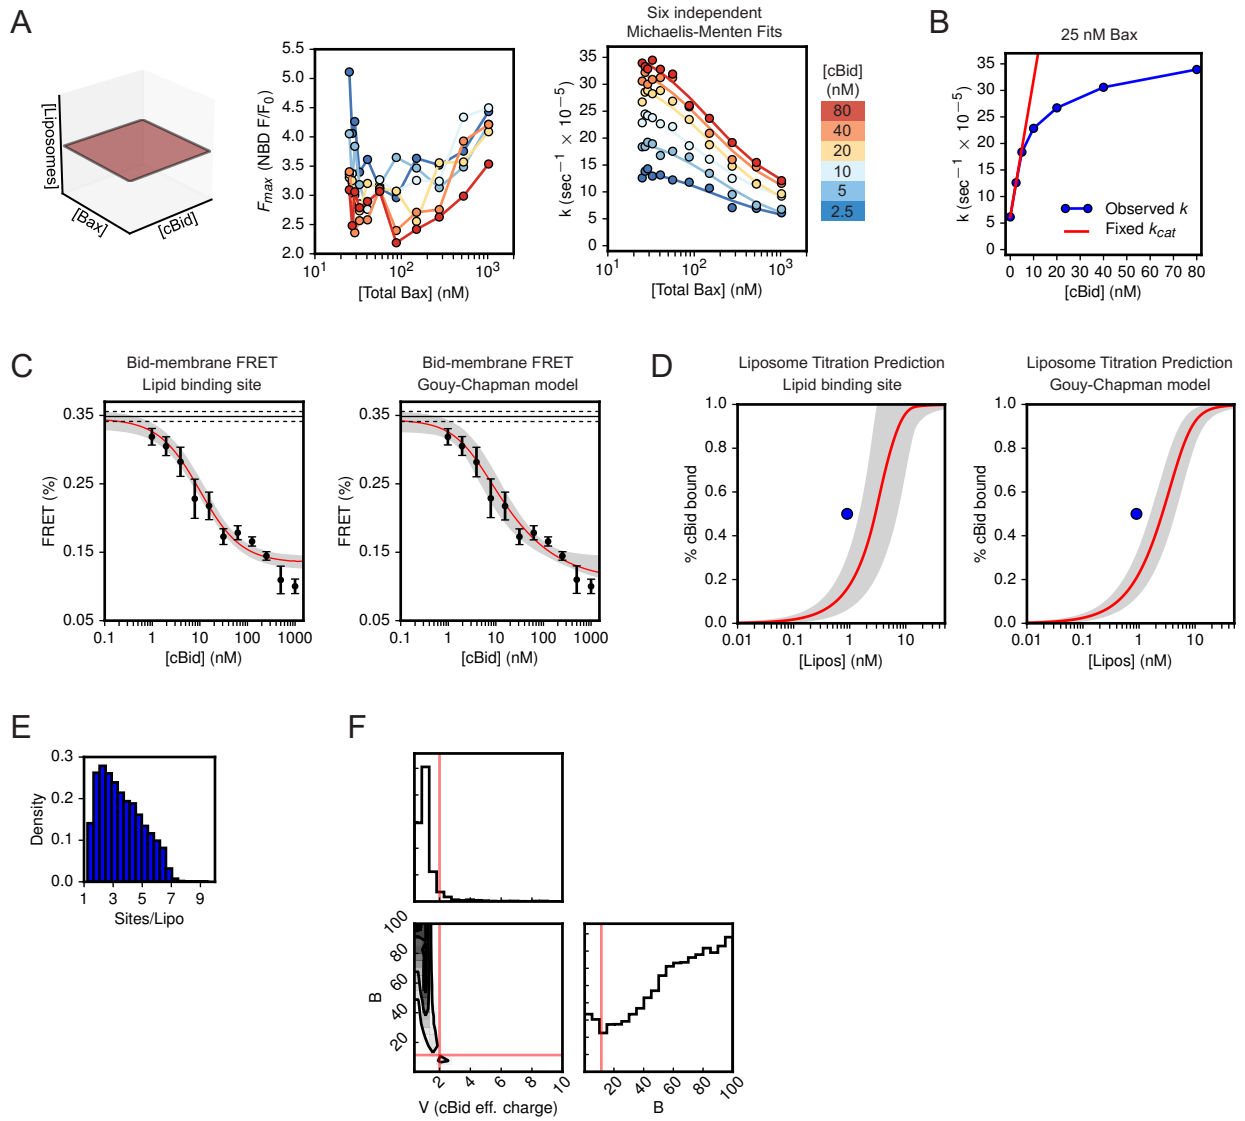 A
[Liposomes]
[Bax]
[cBid]
5.5
5.0
4.5
4.0
3.5
3.0
2.5
2.0
F_max (NBD F/F_0)
10^1
10^2
10^3
[Total Bax] (nM)
Six independent
Michaelis-Menten Fits
35
30
25
20
15
10
5
0
k (sec^−1 × 10^−5)
10^1
10^2
10^3
[Total Bax] (nM)
[cBid]
(nM)
80
40
20
10
5
2.5
B
25 nM Bax
35
30
25
20
15
10
5
0
k (sec^−1 × 10^−5)
Observed k
Fixed k_cat
0 10 20 30 40 50 60 70 80
[cBid] (nM)
C
Bid-membrane FRET
Lipid binding site
0.35
0.25
0.15
0.05
FRET (%)
0.1 1 10 100 1000
[cBid] (nM)
Bid-membrane FRET
Gouy-Chapman model
0.35
0.25
0.15
0.05
FRET (%)
0.1 1 10 100 1000
[cBid] (nM)
D
Liposome Titration Prediction
Lipid binding site
1.0
0.8
0.6
0.4
0.2
0.0
% cBid bound
0.01 0.1 1 10
[Lipos] (nM)
Liposome Titration Prediction
Gouy-Chapman model
1.0
0.8
0.6
0.4
0.2
0.0
% cBid bound
0.01 0.1 1 10
[Lipos] (nM)
E
0.3
0.2
0.1
0.0
Density
1 3 5 7 9
Sites/Lipo
F
100
80
60
40
20
B
2 4 6 8 10
V (cBid eff. charge)
20 40 60 80 100
B